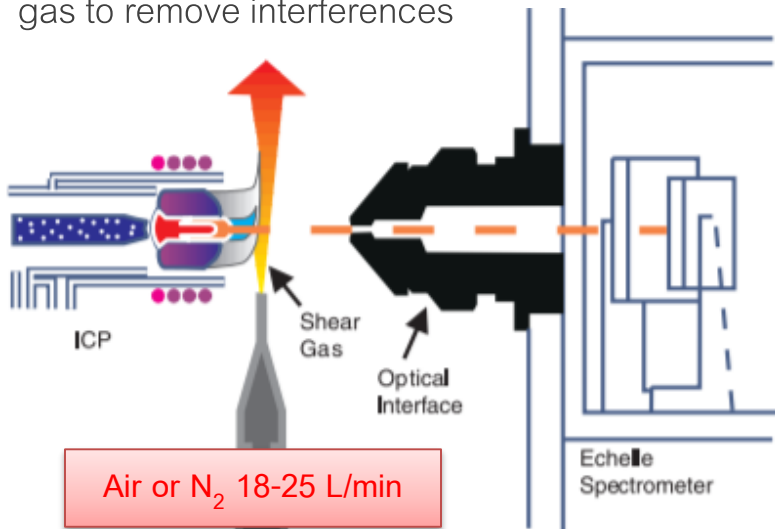 gas to remove interferences
ICP
Shear
Gas
Optical
Interface
Echelle
Spectrometer
Air or N₂ 18-25 L/min